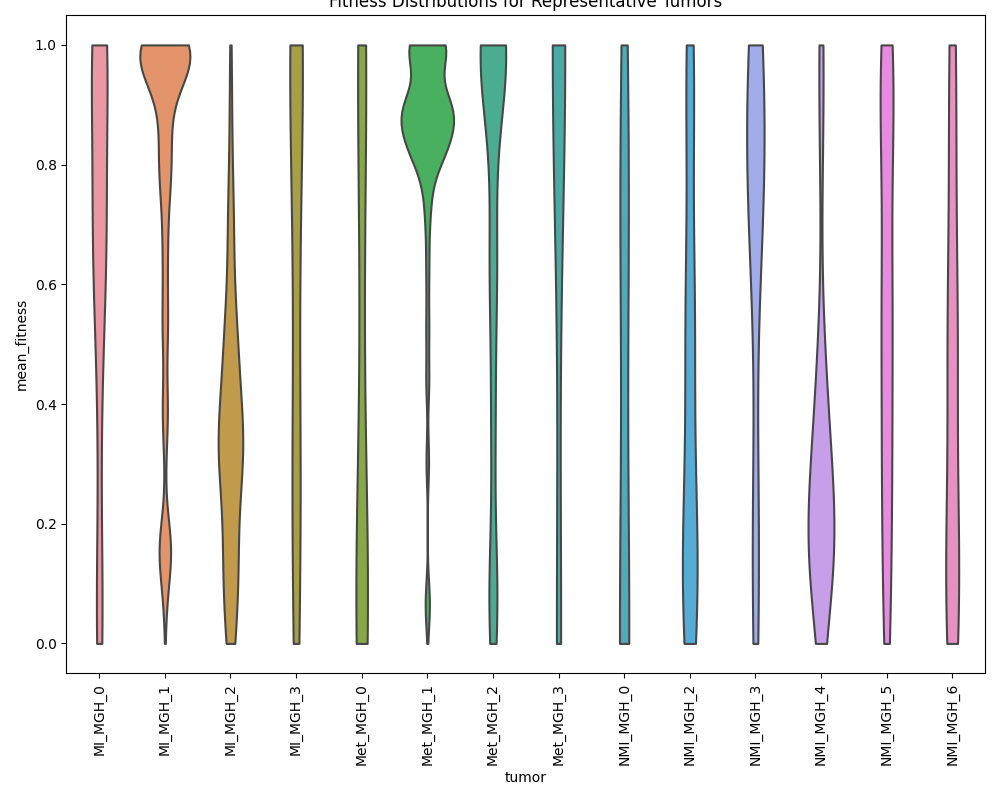 Fitness Distributions for Representative Tumors
1.0
0.8
0.6
0.4
0.2
0.0
mean_fitness
MI_MGH_0
MI_MGH_1
MI_MGH_2
MI_MGH_3
Met_MGH_0
Met_MGH_1
Met_MGH_2
Met_MGH_3
NMI_MGH_0
NMI_MGH_2
NMI_MGH_3
NMI_MGH_4
NMI_MGH_5
NMI_MGH_6
tumor